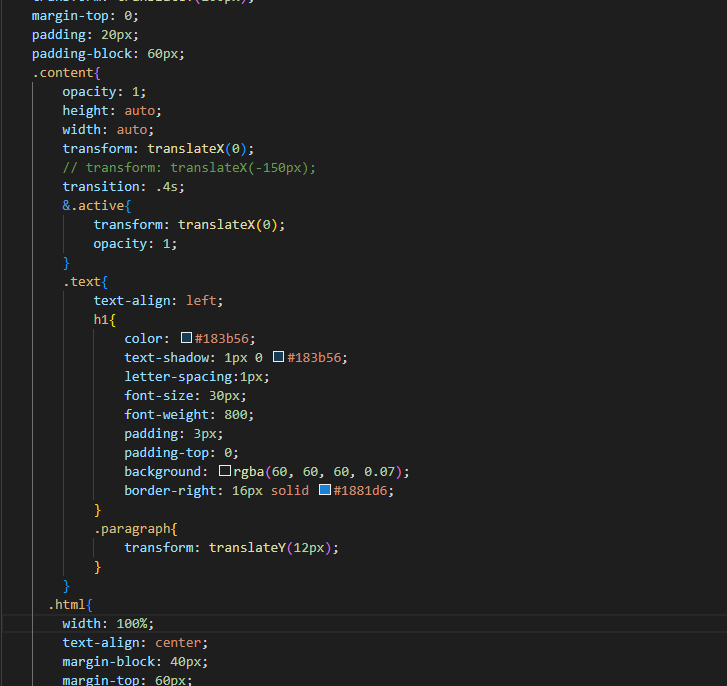 transform: translateY(200px);
margin-top: 0;
padding: 20px;
padding-block: 60px;
.content{
opacity: 1;
height: auto;
width: auto;
transform: translateX(0);
// transform: translateX(-150px);
transition: .4s;
&.active{
transform: translateX(0);
opacity: 1;
}
.text{
text-align: left;
h1{
color: #183b56;
text-shadow: 1px 0 #183b56;
letter-spacing:1px;
font-size: 30px;
font-weight: 800;
padding: 3px;
padding-top: 0;
background: rgba(60, 60, 60, 0.07);
border-right: 16px solid #1881d6;
}
.paragraph{
transform: translateY(12px);
}
}
.html{
width: 100%;
text-align: center;
margin-block: 40px;
margin-top: 60px;